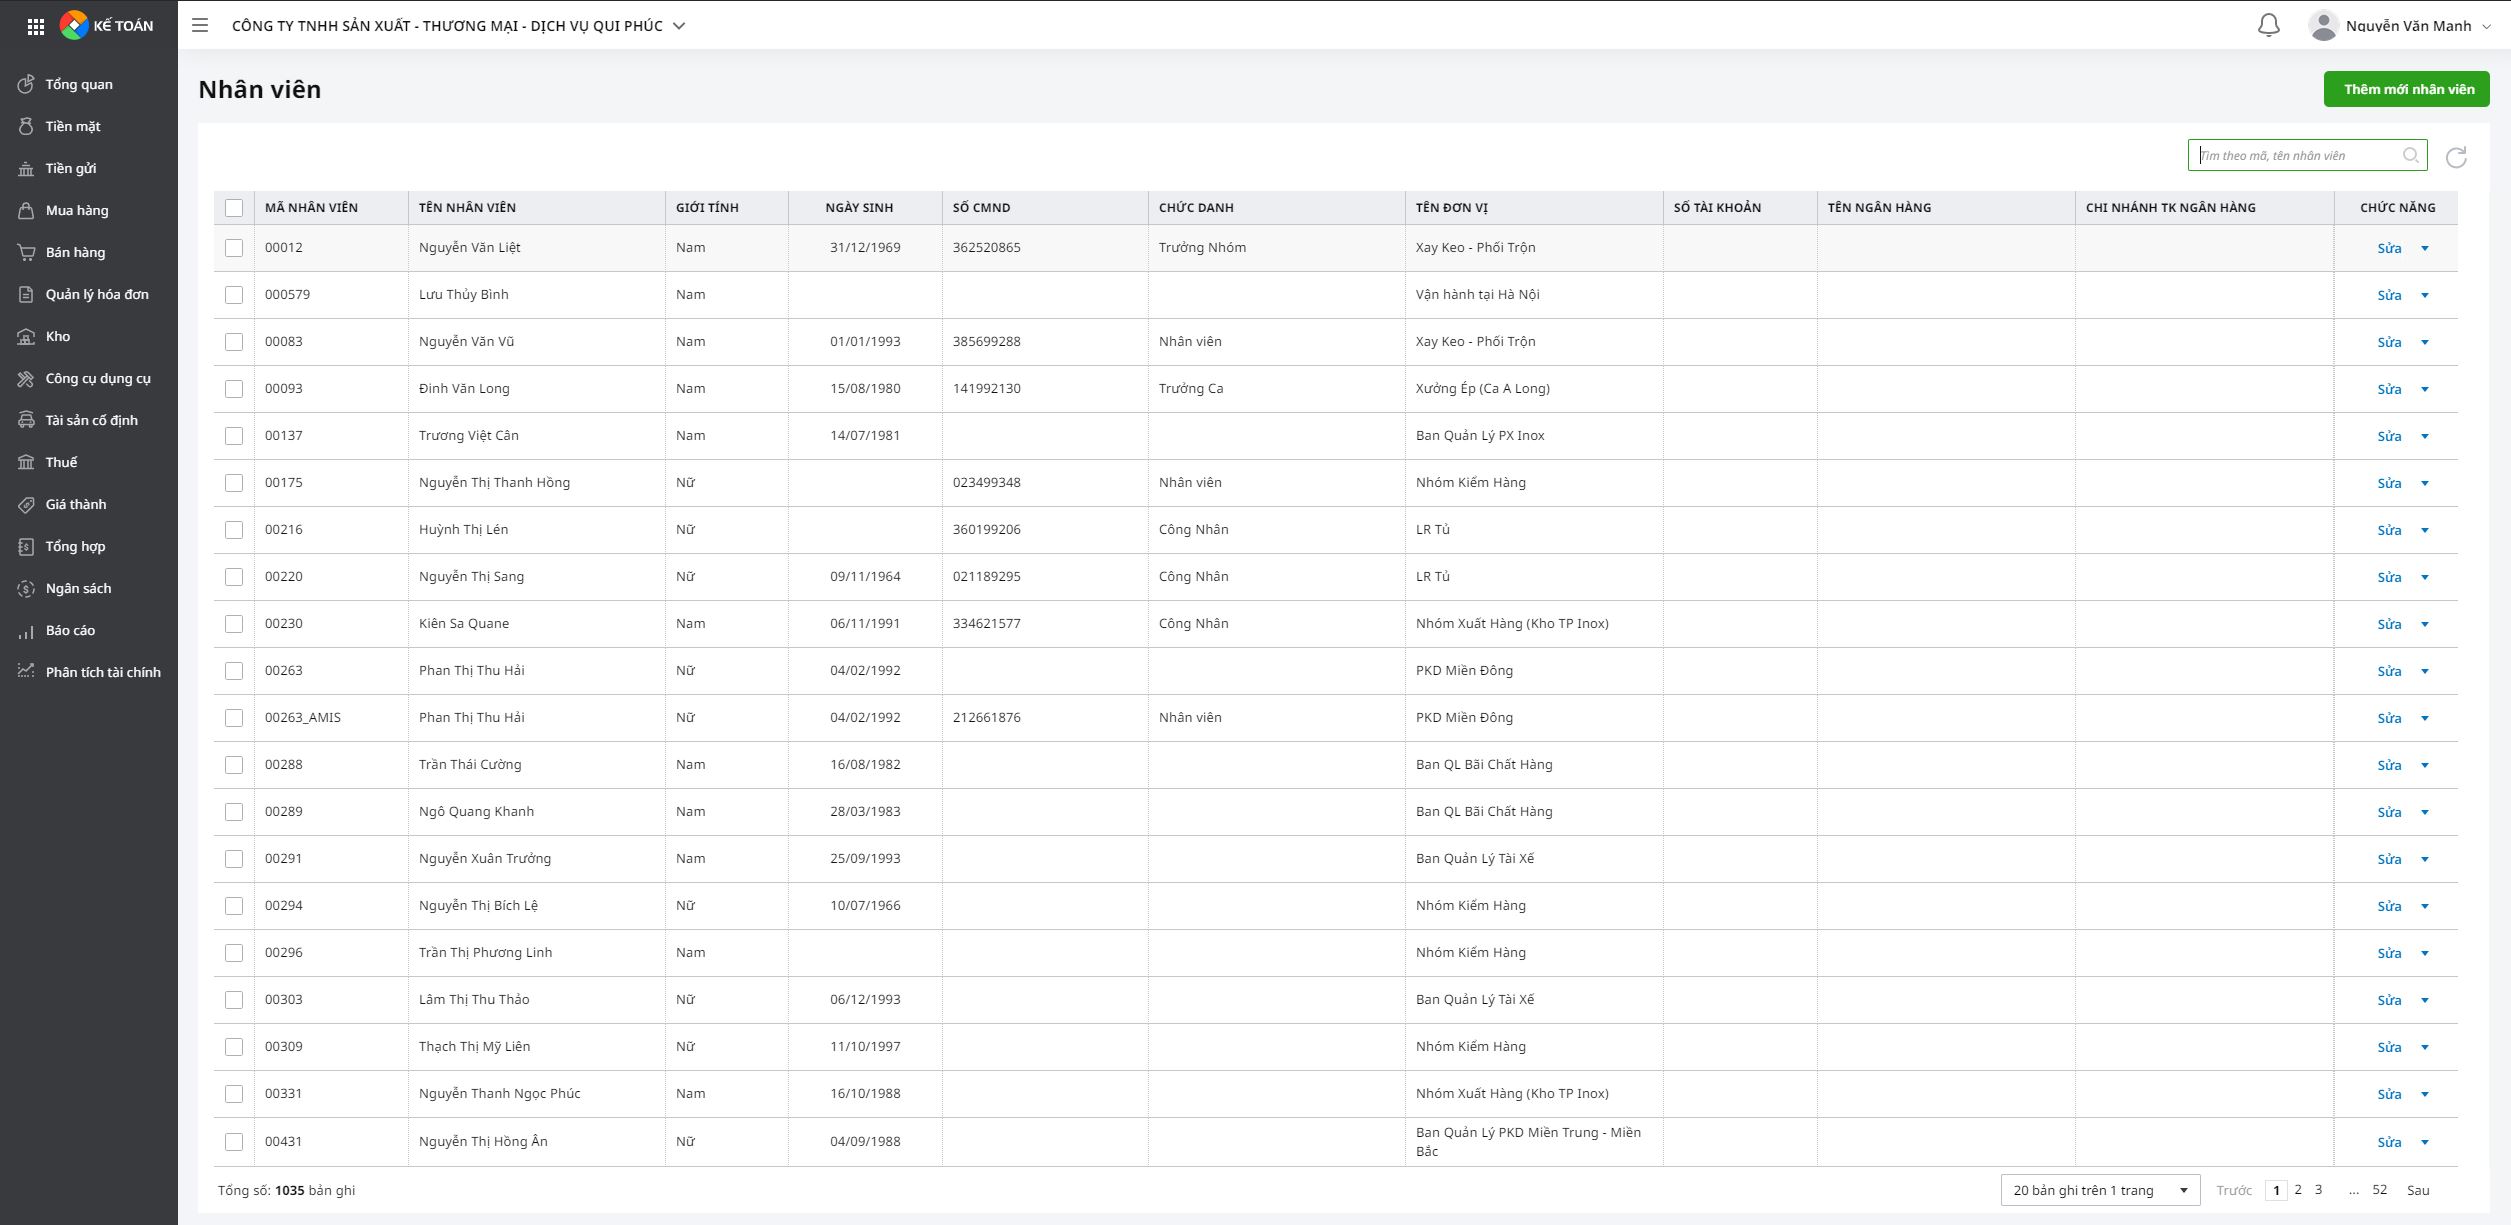 KẾ TOÁN
CÔNG TY TNHH SẢN XUẤT - THƯƠNG MẠI - DỊCH VỤ QUI PHÚC
Nguyễn Văn Mạnh
Tổng quan
Tiền mặt
Tiền gửi
Mua hàng
Bán hàng
Quản lý hóa đơn
Kho
Công cụ dụng cụ
Tài sản cố định
Thuế
Giá thành
Tổng hợp
Ngân sách
Báo cáo
Phân tích tài chính
Nhân viên
Thêm mới nhân viên
Tìm theo mã, tên nhân viên
MÃ NHÂN VIÊN TÊN NHÂN VIÊN GIỚI TÍNH NGÀY SINH SỐ CMND CHỨC DANH TÊN ĐƠN VỊ SỐ TÀI KHOẢN TÊN NGÂN HÀNG CHI NHÁNH TK NGÂN HÀNG CHỨC NĂNG
00012 Nguyễn Văn Liệt Nam 31/12/1969 362520865 Trưởng Nhóm Xay Keo - Phối Trộn Sửa
000579 Lưu Thủy Bình Nam Vận hành tại Hà Nội Sửa
00083 Nguyễn Văn Vũ Nam 01/01/1993 385699288 Nhân viên Xay Keo - Phối Trộn Sửa
00093 Đinh Văn Long Nam 15/08/1980 141992130 Trưởng Ca Xưởng Ép (Ca A Long) Sửa
00137 Trương Việt Cân Nam 14/07/1981 Ban Quản Lý PX Inox Sửa
00175 Nguyễn Thị Thanh Hồng Nữ 023499348 Nhân viên Nhóm Kiểm Hàng Sửa
00216 Huỳnh Thị Lén Nữ 360199206 Công Nhân LR Tủ Sửa
00220 Nguyễn Thị Sang Nữ 09/11/1964 021189295 Công Nhân LR Tủ Sửa
00230 Kiên Sa Quane Nam 06/11/1991 334621577 Công Nhân Nhóm Xuất Hàng (Kho TP Inox) Sửa
00263 Phan Thị Thu Hải Nữ 04/02/1992 PKD Miền Đông Sửa
00263_AMIS Phan Thị Thu Hải Nữ 04/02/1992 212661876 Nhân viên PKD Miền Đông Sửa
00288 Trần Thái Cường Nam 16/08/1982 Ban QL Bãi Chất Hàng Sửa
00289 Ngô Quang Khanh Nam 28/03/1983 Ban QL Bãi Chất Hàng Sửa
00291 Nguyễn Xuân Trưởng Nam 25/09/1993 Ban Quản Lý Tài Xế Sửa
00294 Nguyễn Thị Bích Lệ Nữ 10/07/1966 Nhóm Kiểm Hàng Sửa
00296 Trần Thị Phương Linh Nam Nhóm Kiểm Hàng Sửa
00303 Lâm Thị Thu Thảo Nữ 06/12/1993 Ban Quản Lý Tài Xế Sửa
00309 Thạch Thị Mỹ Liên Nữ 11/10/1997 Nhóm Kiểm Hàng Sửa
00331 Nguyễn Thanh Ngọc Phúc Nam 16/10/1988 Nhóm Xuất Hàng (Kho TP Inox) Sửa
00431 Nguyễn Thị Hồng Ân Nữ 04/09/1988 Ban Quản Lý PKD Miền Trung - Miền Sửa
Bắc
Tổng số: 1035 bản ghi
20 bản ghi trên 1 trang Trước 1 2 3 ... 52 Sau